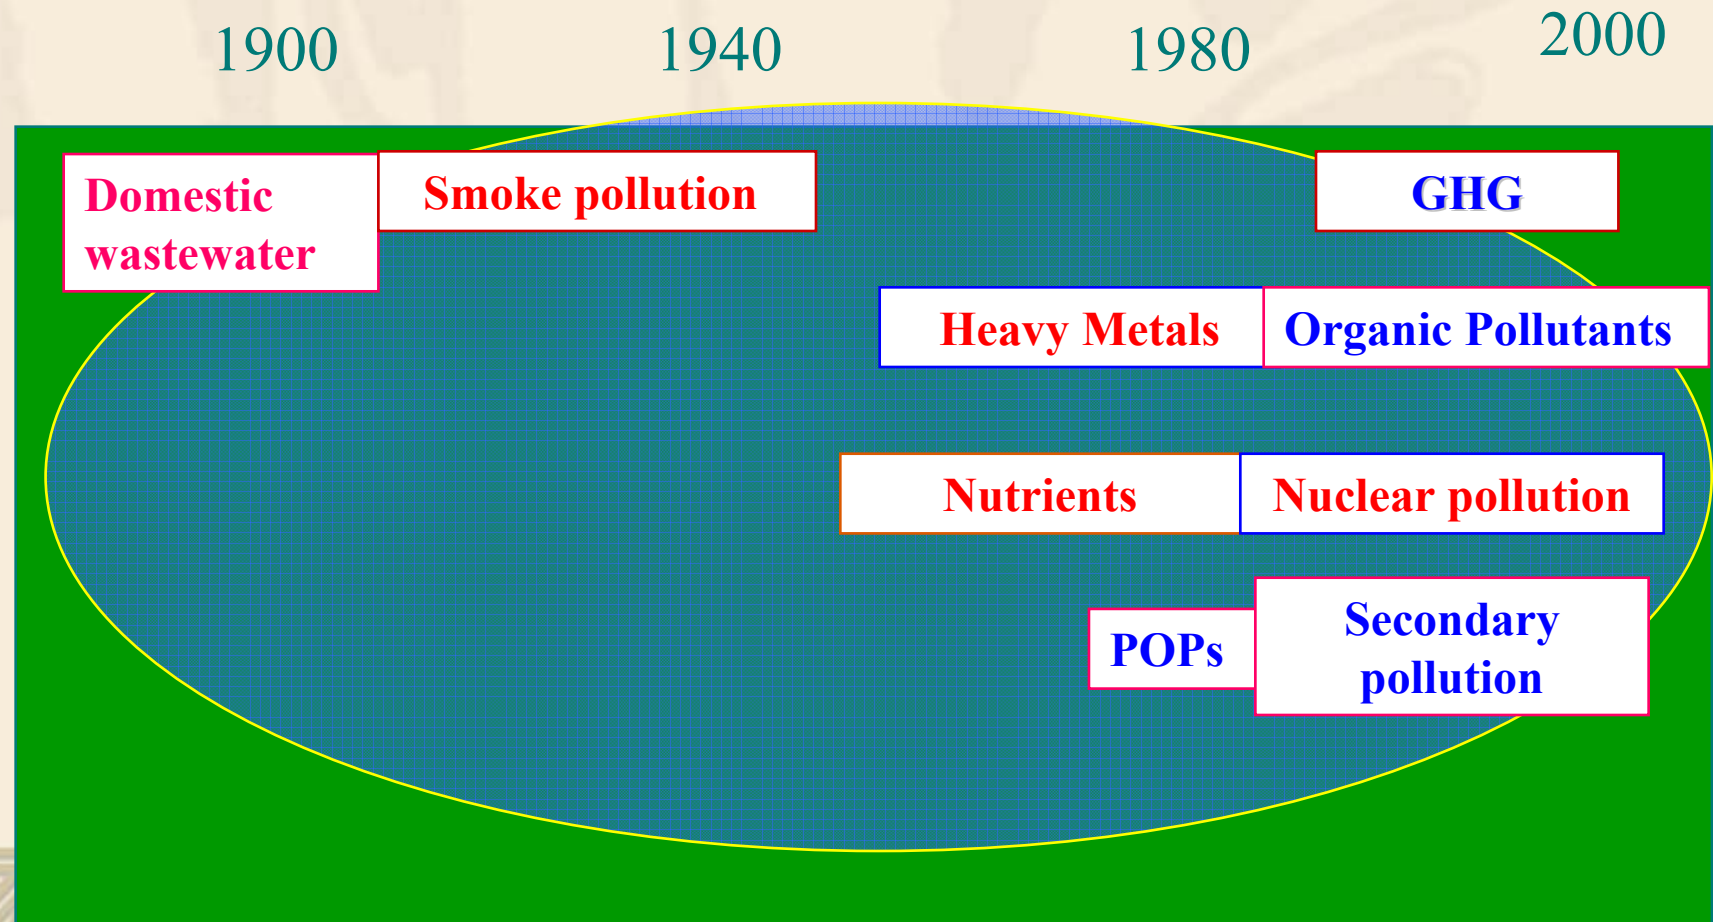 1900
1940
1980
2000
Domestic
wastewater
Smoke pollution
GHG
Heavy Metals
Organic Pollutants
Nutrients
Nuclear pollution
POPs
Secondary
pollution